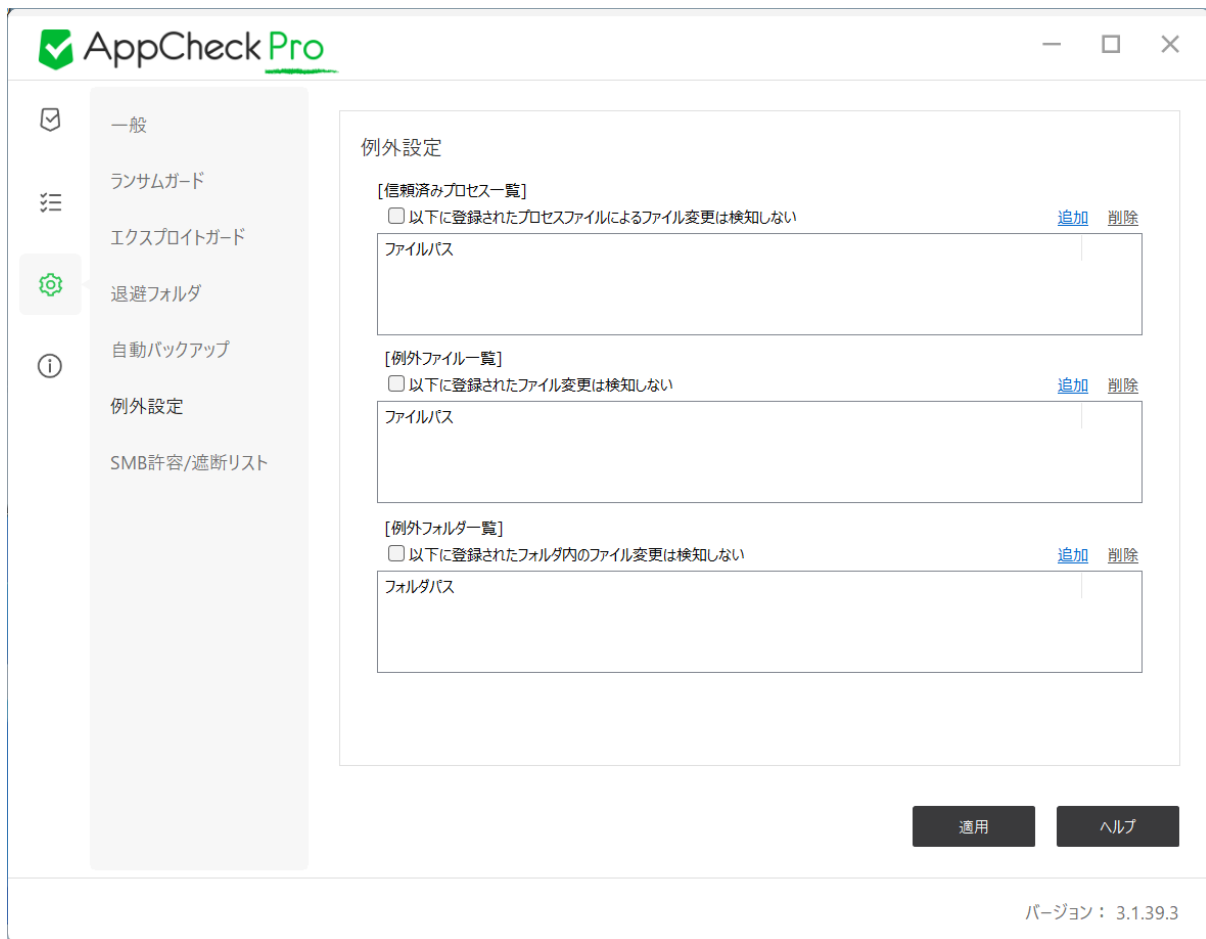 AppCheck Pro
一般
ランサムガード
エクスプロイトガード
退避フォルダ
自動バックアップ
例外設定
SMB許容/遮断リスト
例外設定
[信頼済みプロセス一覧]
以下に登録されたプロセスファイルによるファイル変更は検知しない 追加 削除
ファイルパス
[例外ファイル一覧]
以下に登録されたファイル変更は検知しない 追加 削除
ファイルパス
[例外フォルダ一覧]
以下に登録されたフォルダ内のファイル変更は検知しない 追加 削除
フォルダパス
適用 ヘルプ
バージョン： 3.1.39.3